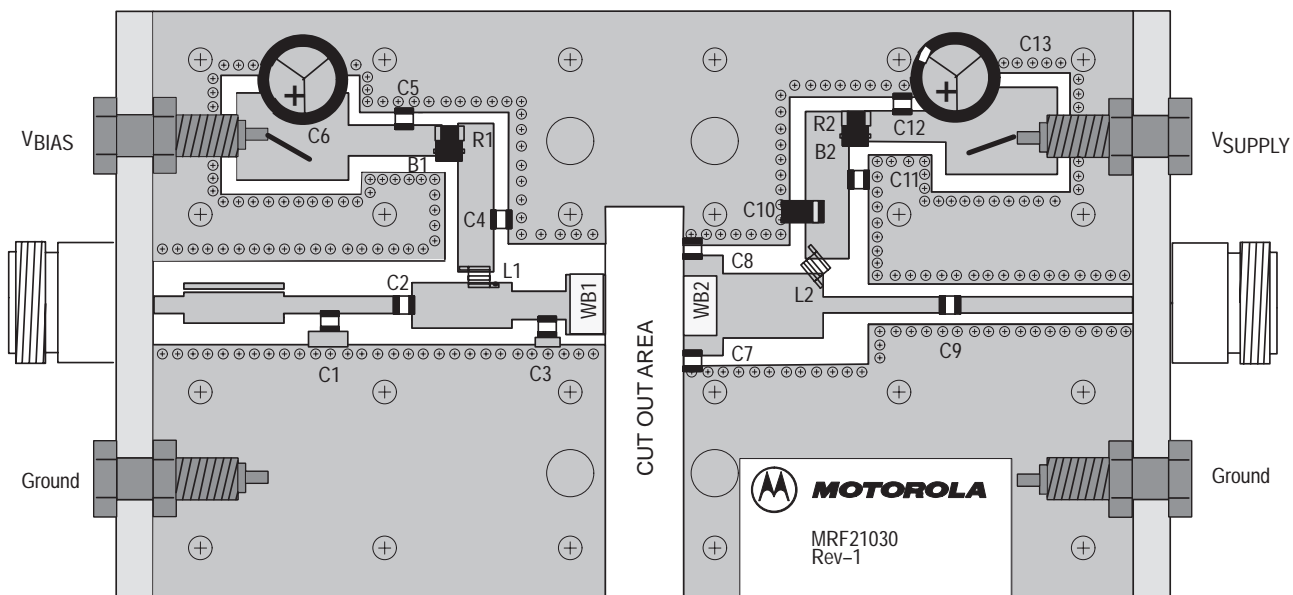 C13
C5
C6
R1
B1
R2
B2
C12
C11
VBIAS
VSUPPLY
C4
C10
L1
C8
L2
C2
WB1
WB2
C1
C3
C7
C9
CUT OUT AREA
Ground
Ground
MOTOROLA
MRF21030
Rev–1